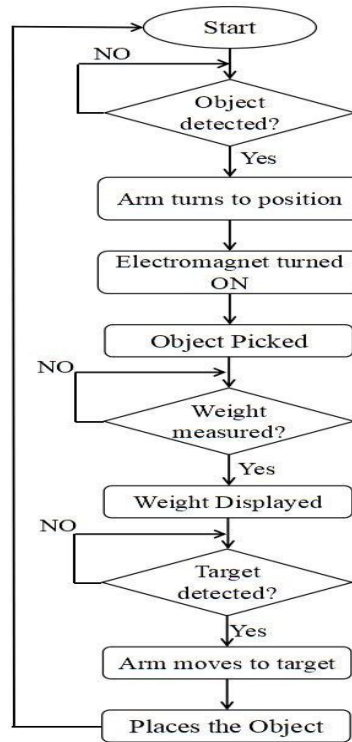 Start
NO
Object
detected?
Yes
Arm turns to position
Electromagnet turned
ON
Object Picked
NO
Weight
measured?
Yes
Weight Displayed
NO
Target
detected?
Yes
Arm moves to target
Places the Object